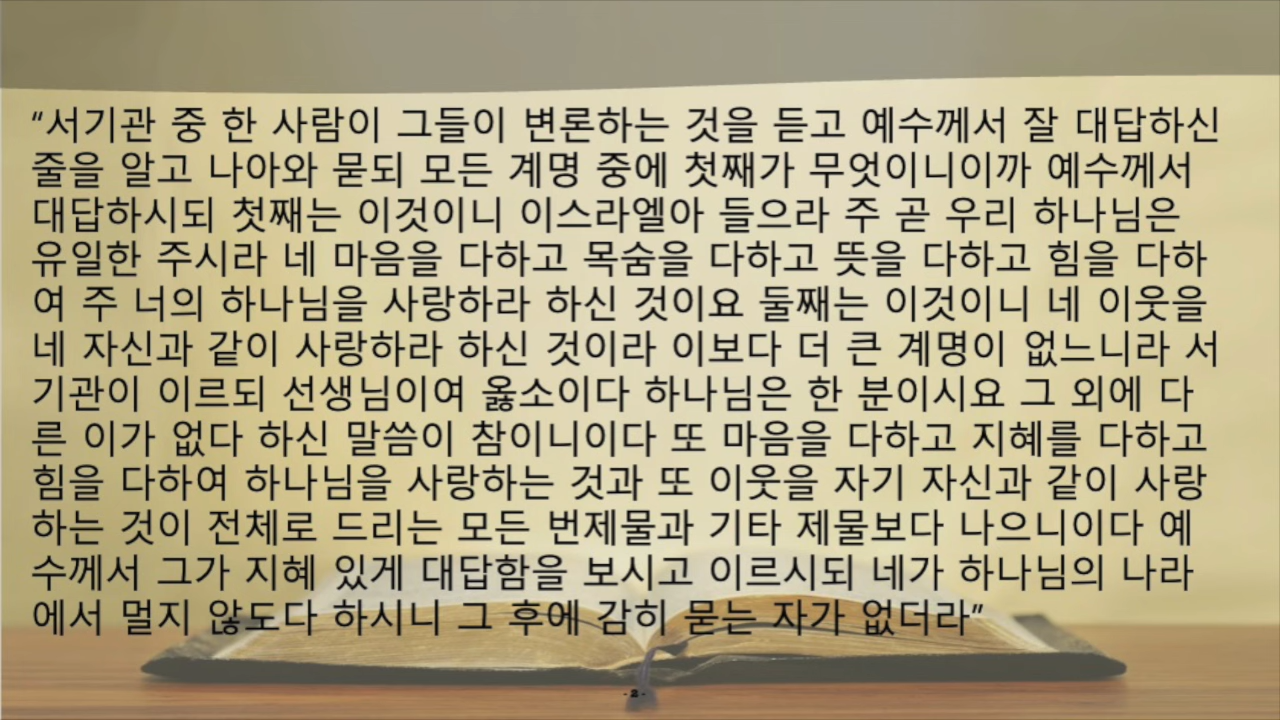 “서기관 중 한 사람이 그들이 변론하는 것을 듣고 예수께서 잘 대답하신
줄을 알고 나아와 묻되 모든 계명 중에 첫째가 무엇이니이까 예수께서
대답하시되 첫째는 이것이니 이스라엘아 들으라 주 곧 우리 하나님은
유일한 주시라 네 마음을 다하고 목숨을 다하고 뜻을 다하고 힘을 다하
여 주 너의 하나님을 사랑하라 하신 것이요 둘째는 이것이니 네 이웃을
네 자신과 같이 사랑하라 하신 것이라 이보다 더 큰 계명이 없느니라 서
기관이 이르되 선생님이여 옳소이다 하나님은 한 분이시요 그 외에 다
른 이가 없다 하신 말씀이 참이니이다 또 마음을 다하고 지혜를 다하고
힘을 다하여 하나님을 사랑하는 것과 또 이웃을 자기 자신과 같이 사랑
하는 것이 전체로 드리는 모든 번제물과 기타 제물보다 나으니이다 예
수께서 그가 지혜 있게 대답함을 보시고 이르시되 네가 하나님의 나라
에서 멀지 않도다 하시니 그 후에 감히 묻는 자가 없더라”
- 2 -